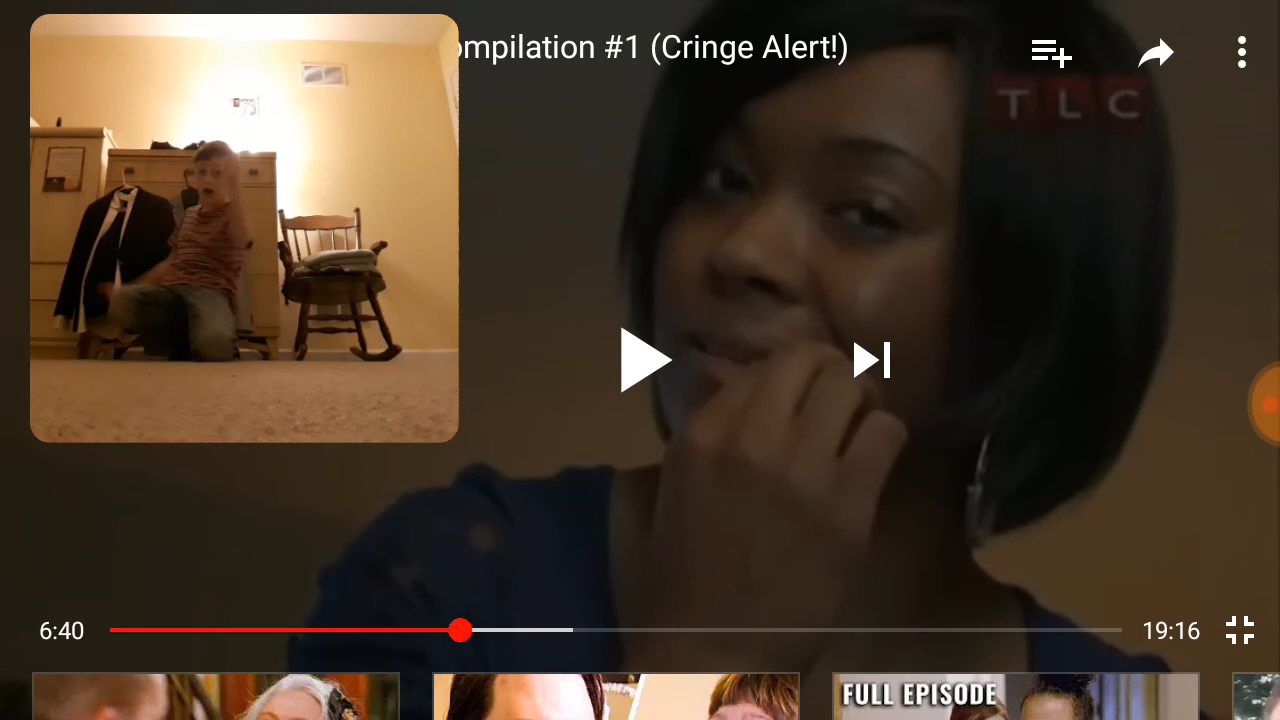 ompilation #1 (Cringe Alert!)
TLC
6:40
19:16
FULL EPISODE